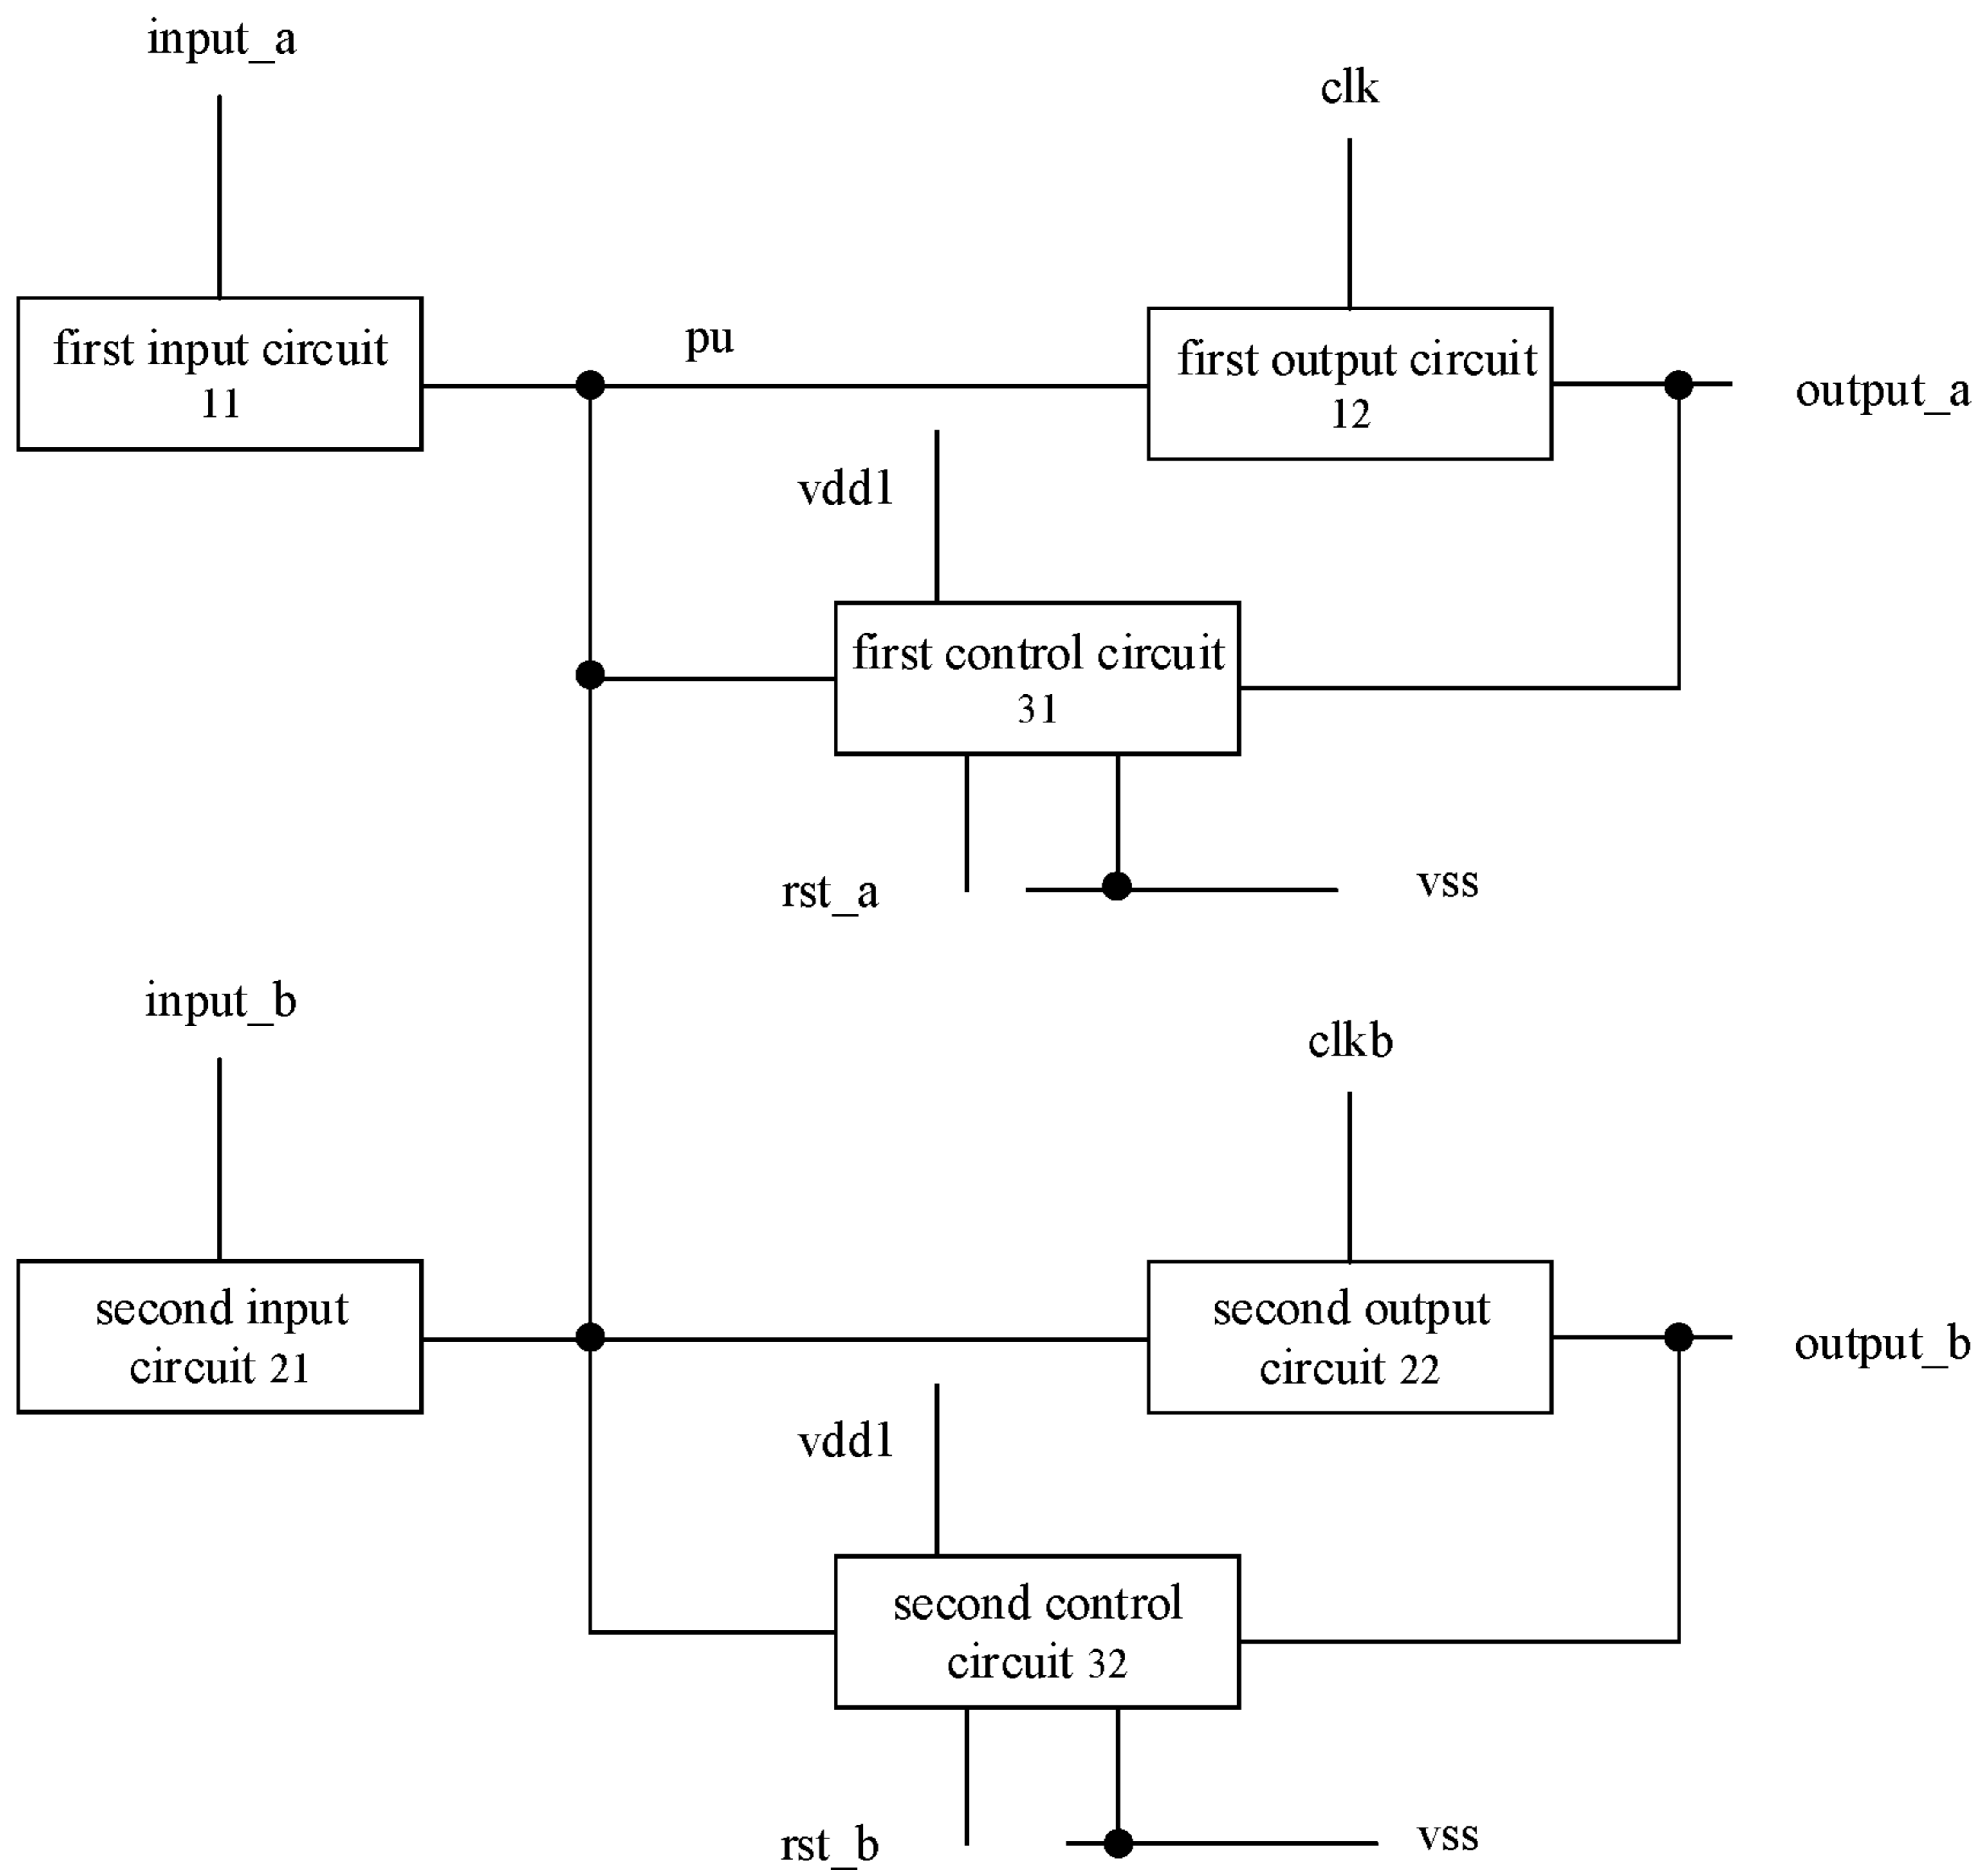 input_a
clk
first input circuit
11
pu
first output circuit
12
output_a
vdd1
first control circuit
31
rst_a
vss
input_b
clkb
second input
circuit 21
second output
circuit 22
output_b
vdd1
second control
circuit 32
rst_b
vss